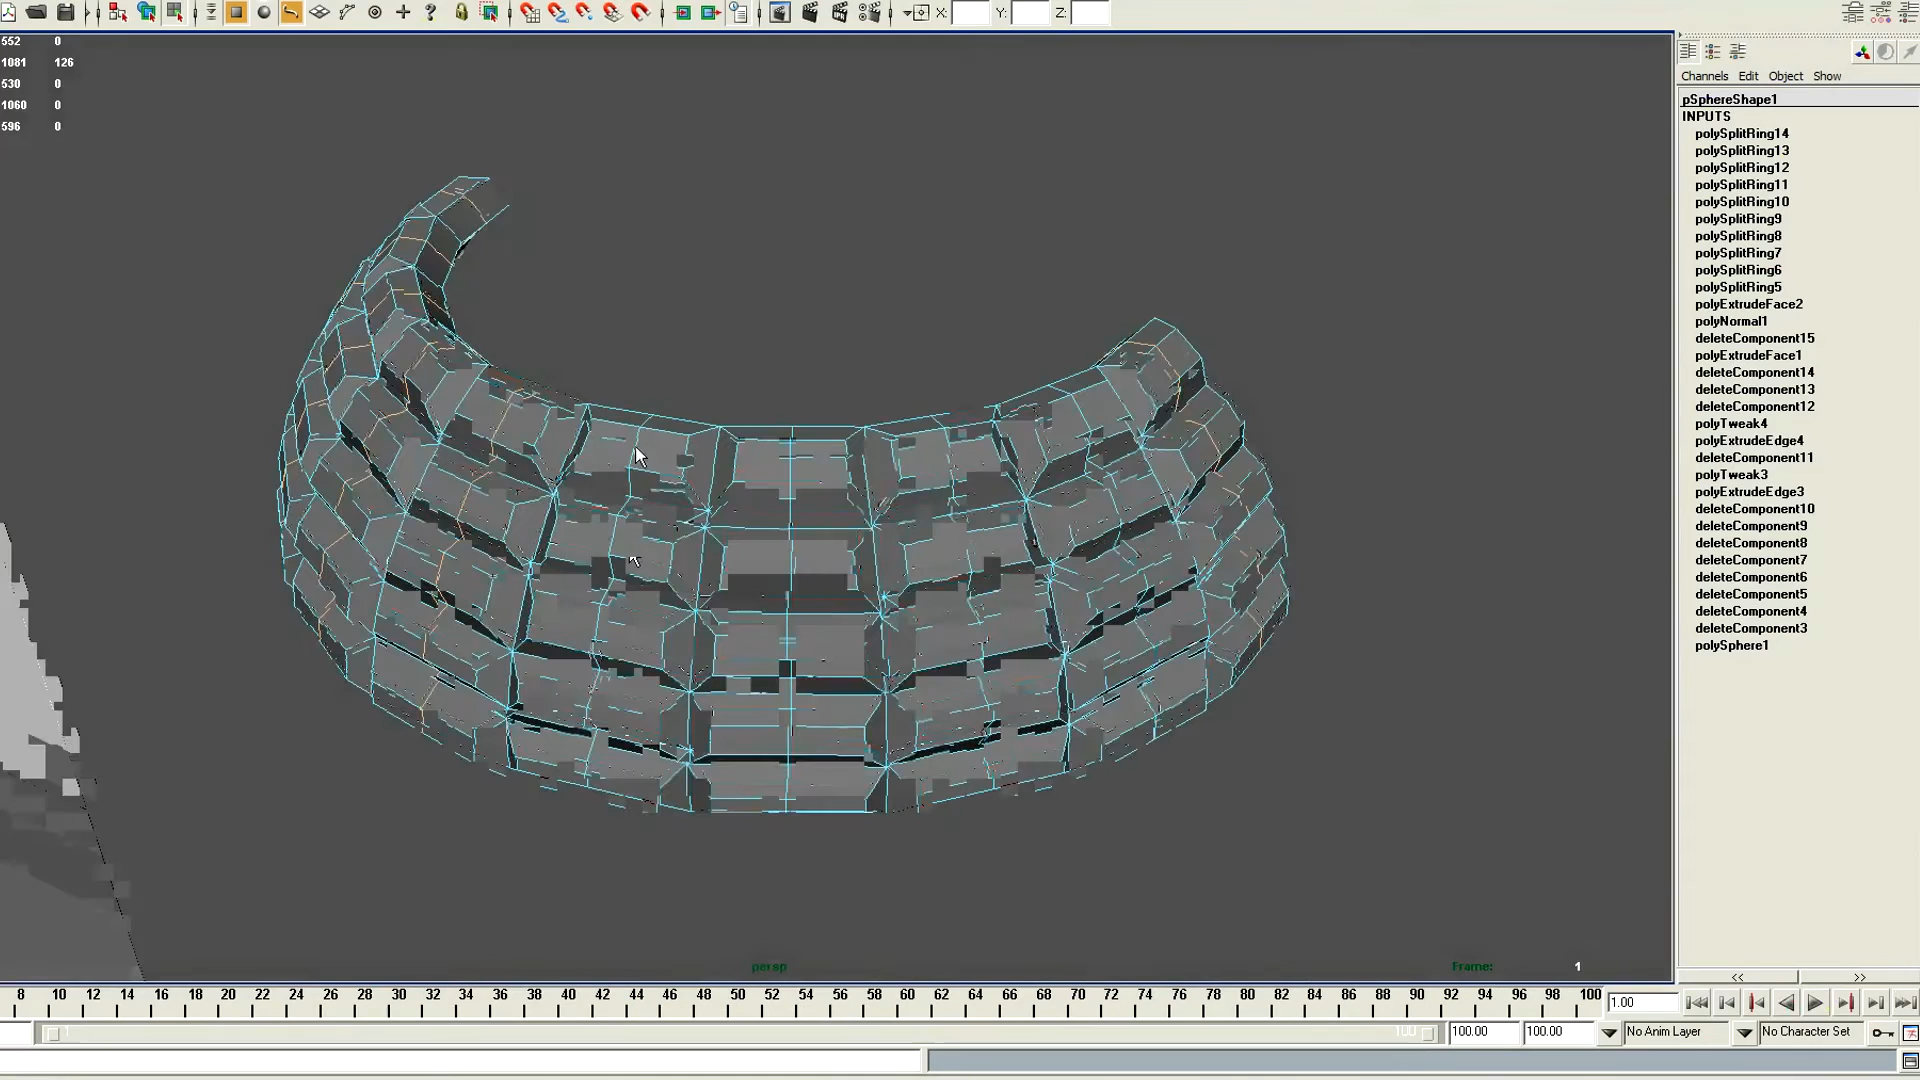 X: Y: Z:
552 0
1081 126
530 0
1060 0
596 0
Channels Edit Object Show
pSphereShape1
INPUTS
polySplitRing14
polySplitRing13
polySplitRing12
polySplitRing11
polySplitRing10
polySplitRing9
polySplitRing8
polySplitRing7
polySplitRing6
polySplitRing5
polyExtrudeFace2
polyNormal1
deleteComponent15
polyExtrudeFace1
deleteComponent14
deleteComponent13
deleteComponent12
polyTweak4
polyExtrudeEdge4
deleteComponent11
polyTweak3
polyExtrudeEdge3
deleteComponent10
deleteComponent9
deleteComponent8
deleteComponent7
deleteComponent6
deleteComponent5
deleteComponent4
deleteComponent3
polySphere1
persp
Frame: 1
<< >>
8 10 12 14 16 18 20 22 24 26 28 30 32 34 36 38 40 42 44 46 48 50 52 54 56 58 60 62 64 66 68 70 72 74 76 78 80 82 84 86 88 90 92 94 96 98 100
1.00
1 100 100.00 100.00 No Anim Layer No Character Set